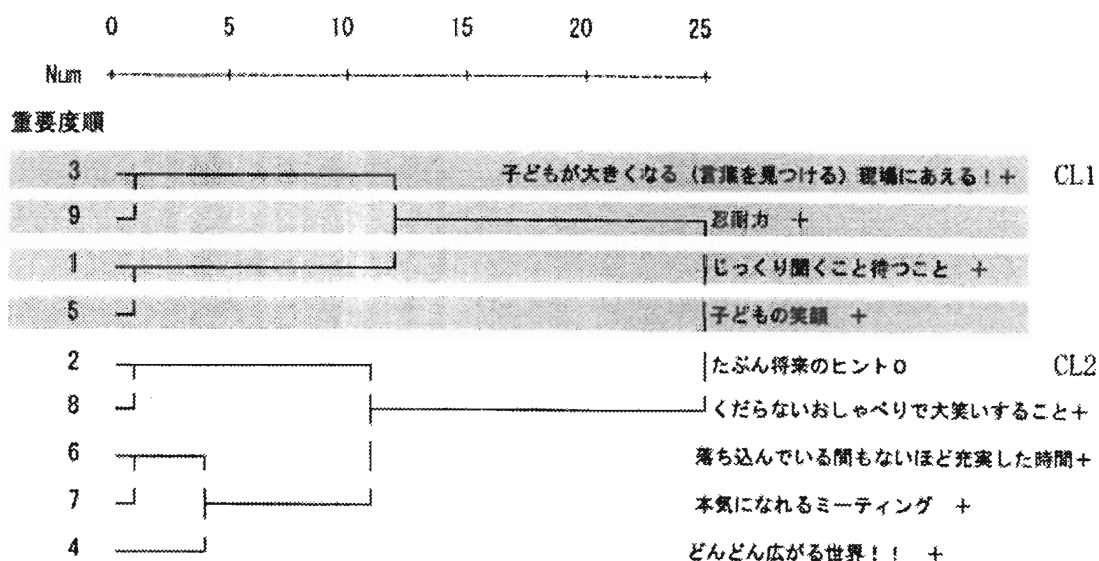 0 5 10 15 20 25
Num
重要度順
3 子どもが大きくなる(言葉を見つける)現場にあえる!+ CL1
9 忍耐力 +
1 じっくり聞くこと待つこと +
5 子どもの笑顔 +
2 たぶん将来のヒント0 CL2
8 くだらないおしゃべりで大笑いすること+
6 落ち込んでいる間もないほど充実した時間+
7 本気になれるミーティング +
4 どんどん広がる世界!! +